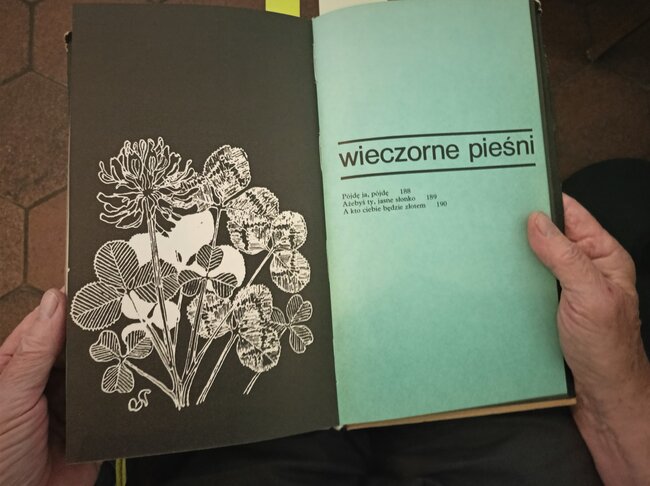 wieczorne pieśni
Pójdę ja, pójdę 188
Ażebyś ty, jasne słonko 189
A kto ciebie będzie złotem 190